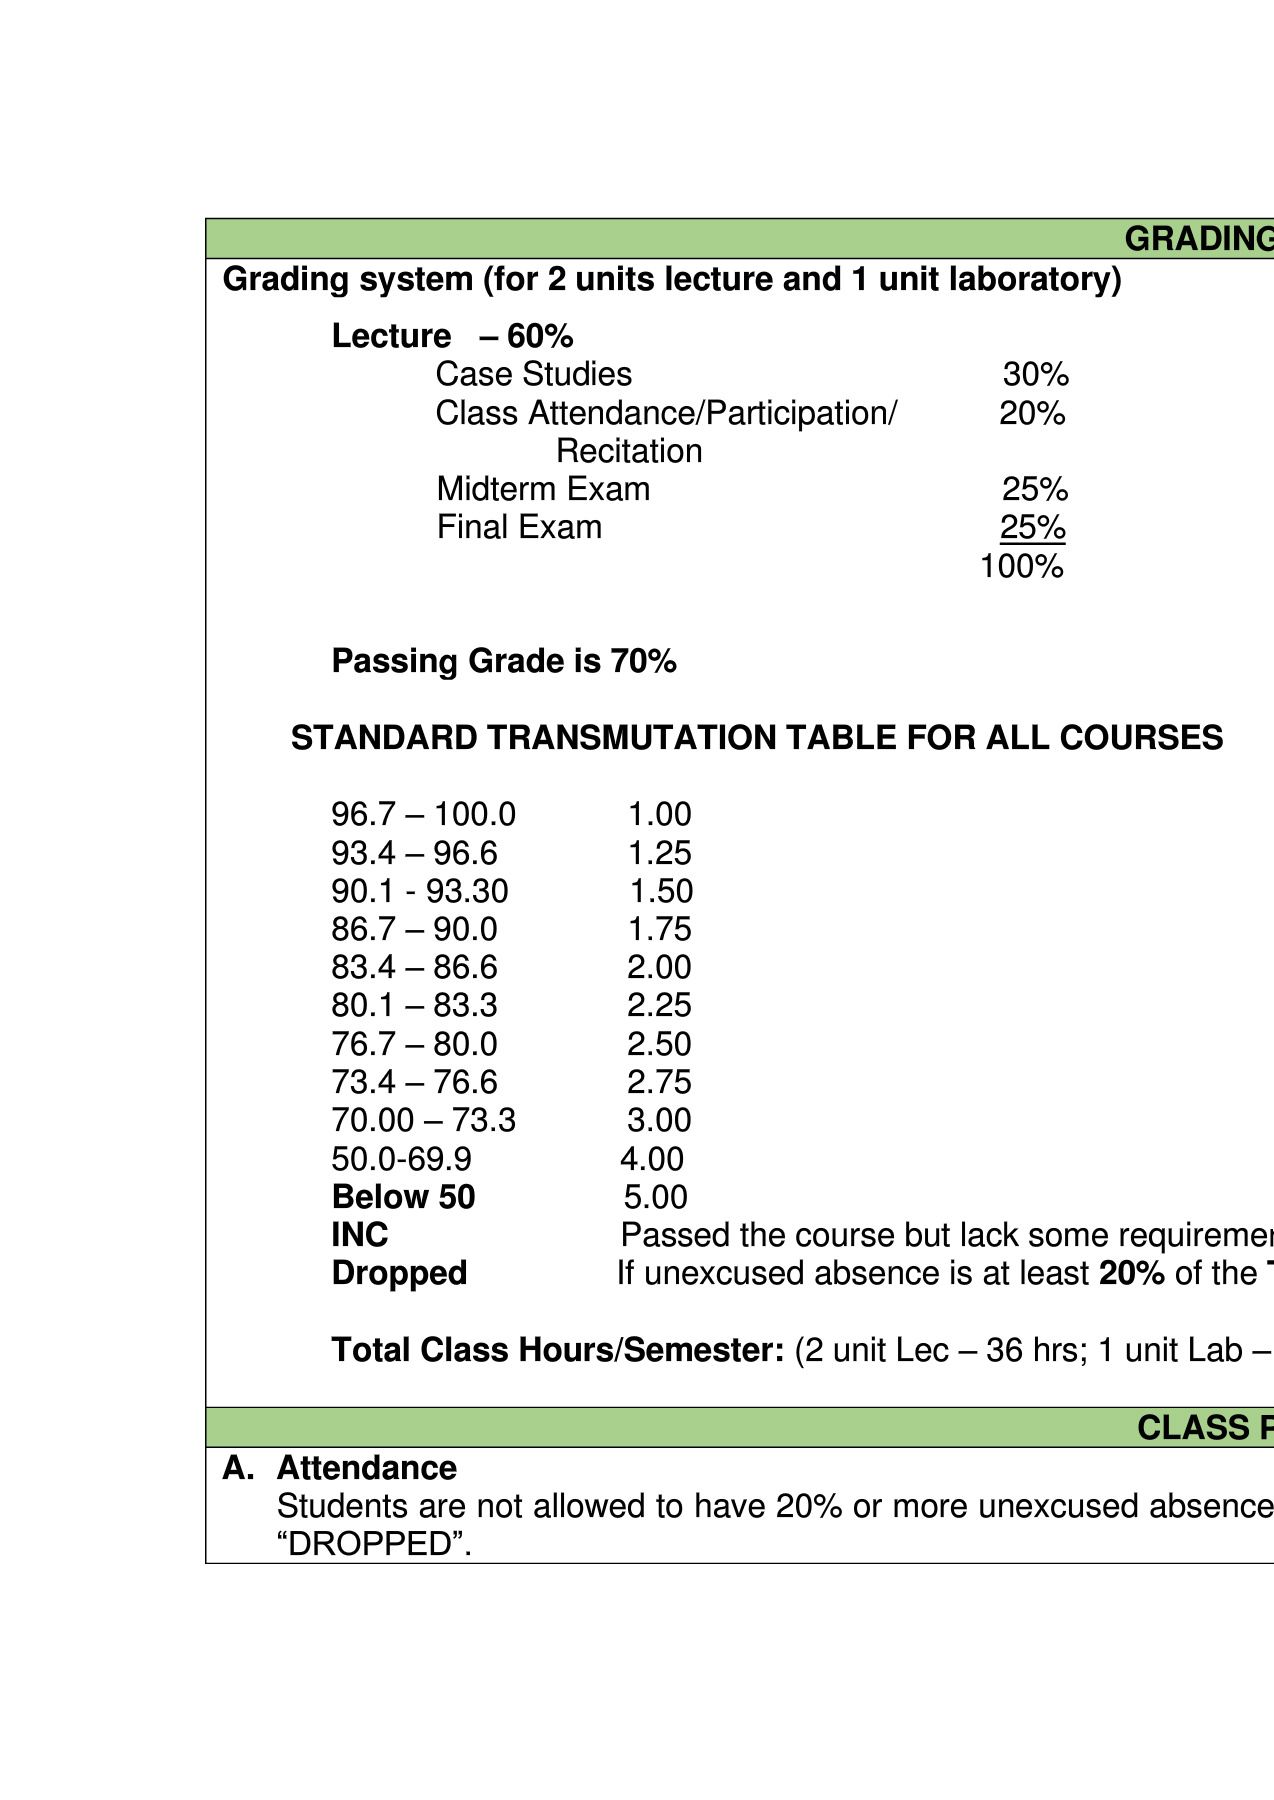 GRADING
Grading system (for 2 units lecture and 1 unit laboratory)
Lecture – 60%
Case Studies 30%
Class Attendance/Participation/ 20%
Recitation
Midterm Exam 25%
Final Exam 25%
100%
Passing Grade is 70%
STANDARD TRANSMUTATION TABLE FOR ALL COURSES
96.7 – 100.0 1.00
93.4 – 96.6 1.25
90.1 - 93.30 1.50
86.7 – 90.0 1.75
83.4 – 86.6 2.00
80.1 – 83.3 2.25
76.7 – 80.0 2.50
73.4 – 76.6 2.75
70.00 – 73.3 3.00
50.0-69.9 4.00
Below 50 5.00
INC Passed the course but lack some
Dropped If unexcused absence is at least 20% of the
Total Class Hours/Semester: (2 unit Lec – 36 hrs; 1 unit Lab –
CLASS
A. Attendance
Students are not allowed to have 20% or more unexcused absence
“DROPPED”.